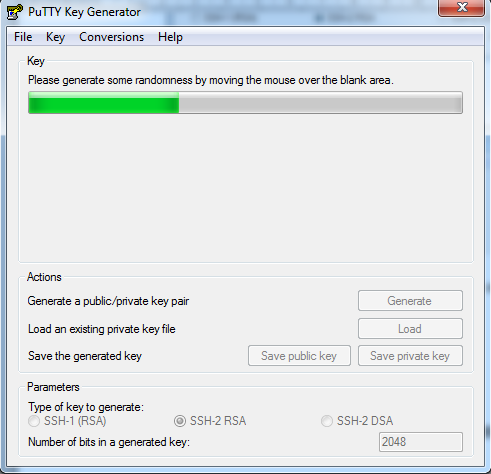 PuTTY Key Generator
File Key Conversions Help
Key
Please generate some randomness by moving the mouse over the blank area.
Actions
Generate a public/private key pair Generate
Load an existing private key file Load
Save the generated key Save public key Save private key
Parameters
Type of key to generate:
SSH-1 (RSA) SSH-2 RSA SSH-2 DSA
Number of bits in a generated key: 2048